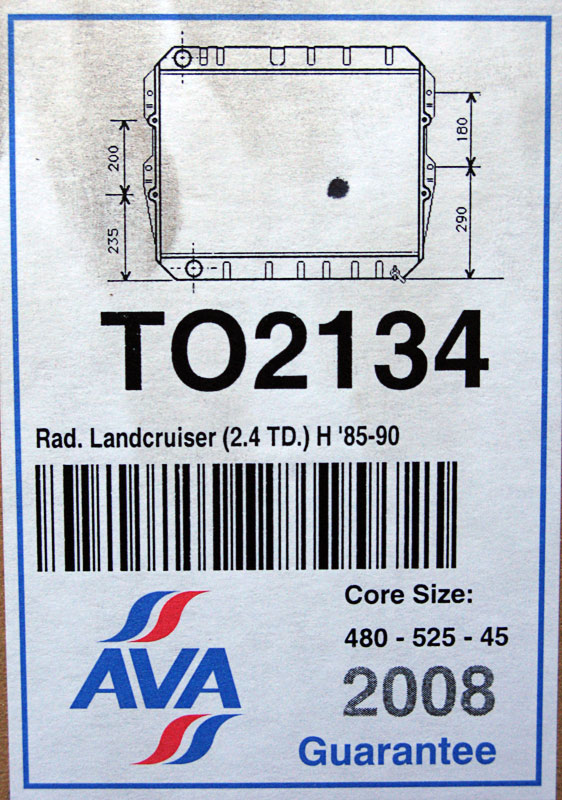 200
180
235
290
TO2134
Rad. Landcruiser (2.4 TD.) H '85-90
Core Size:
480 - 525 - 45
AVA
2008
Guarantee